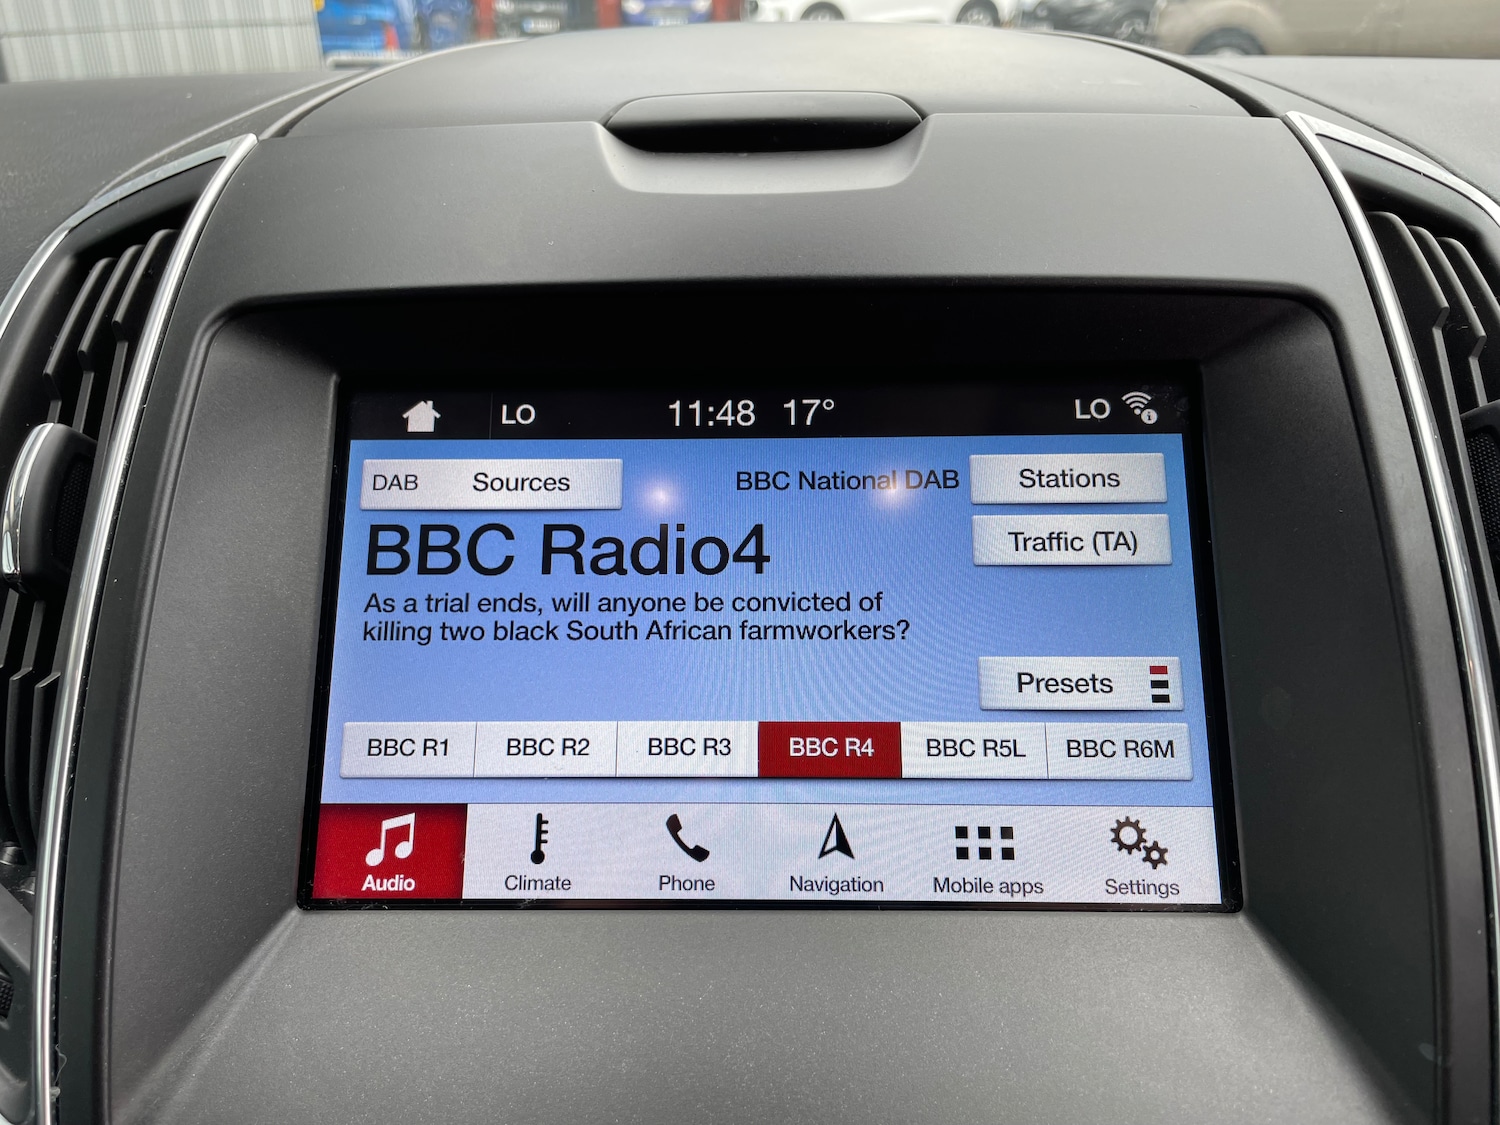 LO 11:48 17° LO
DAB Sources BBC National DAB Stations
BBC Radio4 Traffic (TA)
As a trial ends, will anyone be convicted of
killing two black South African farmworkers?
Presets
BBC R1 BBC R2 BBC R3 BBC R4 BBC R5L BBC R6M
Audio Climate Phone Navigation Mobile apps Settings